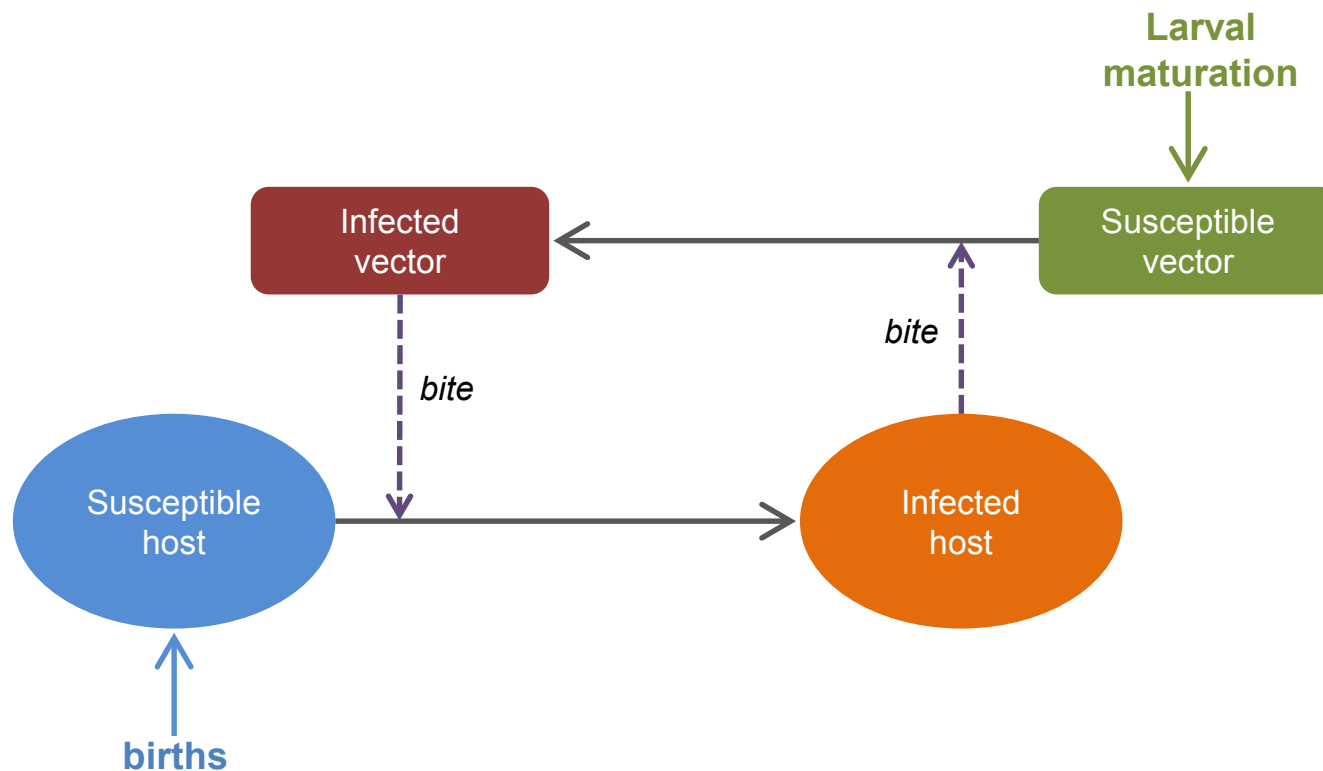 Larval
maturation
Infected
vector
Susceptible
vector
bite
bite
Susceptible
host
Infected
host
births